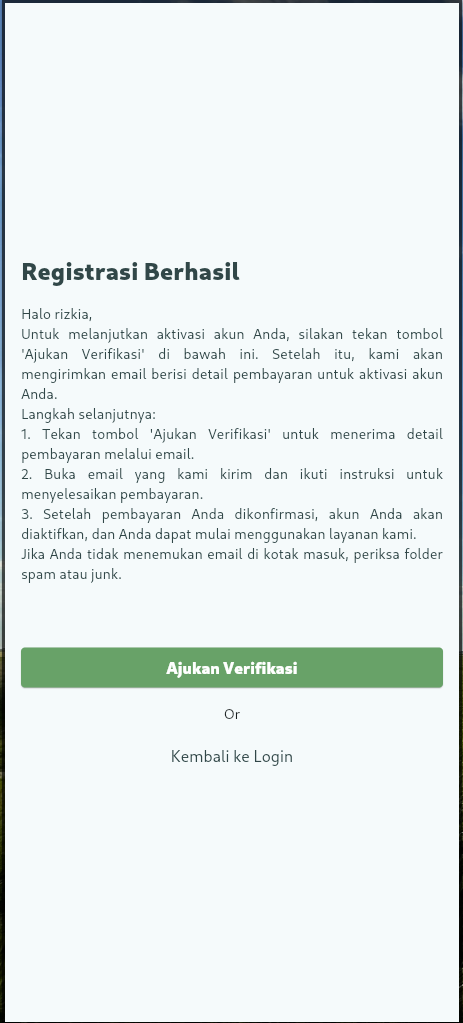 Registrasi Berhasil
Halo rizkia,
Untuk melanjutkan aktivasi akun Anda, silakan tekan tombol
'Ajukan Verifikasi' di bawah ini. Setelah itu, kami akan
mengirimkan email berisi detail pembayaran untuk aktivasi akun
Anda.
Langkah selanjutnya:
1. Tekan tombol 'Ajukan Verifikasi' untuk menerima detail
pembayaran melalui email.
2. Buka email yang kami kirim dan ikuti instruksi untuk
menyelesaikan pembayaran.
3. Setelah pembayaran Anda dikonfirmasi, akun Anda akan
diaktifkan, dan Anda dapat mulai menggunakan layanan kami.
Jika Anda tidak menemukan email di kotak masuk, periksa folder
spam atau junk.
Ajukan Verifikasi
Or
Kembali ke Login